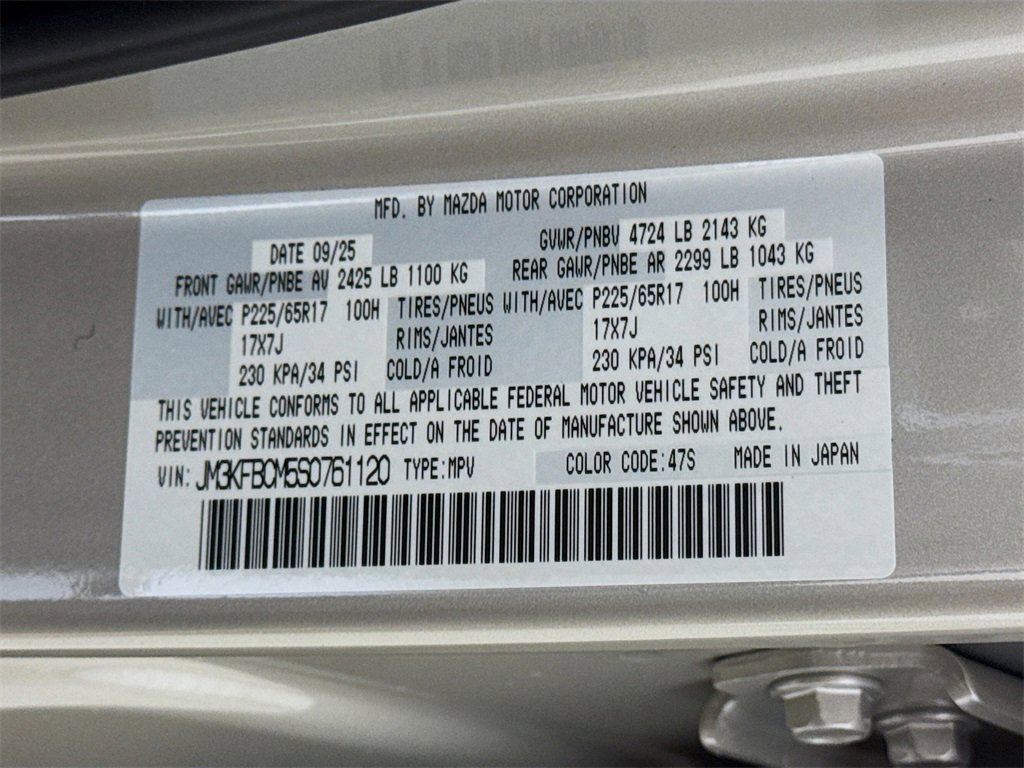 MFD. BY MAZDA MOTOR CORPORATION
DATE 09/25 GVWR/PNBV 4724 LB 2143 KG
FRONT GAWR/PNBE AV 2425 LB 1100 KG REAR GAWR/PNBE AR 2299 LB 1043 KG
WITH/AVEC P225/65R17 100H TIRES/PNEUS WITH/AVEC P225/65R17 100H TIRES/PNEUS
17X7J RIMS/JANTES 17X7J RIMS/JANTES
230 KPA/34 PSI COLD/A FROID 230 KPA/34 PSI COLD/A FROID
THIS VEHICLE CONFORMS TO ALL APPLICABLE FEDERAL MOTOR VEHICLE SAFETY AND THEFT
PREVENTION STANDARDS IN EFFECT ON THE DATE OF MANUFACTURE SHOWN ABOVE.
VIN: JM3KFBCM5S0761120 TYPE:MPV COLOR CODE:47S MADE IN JAPAN